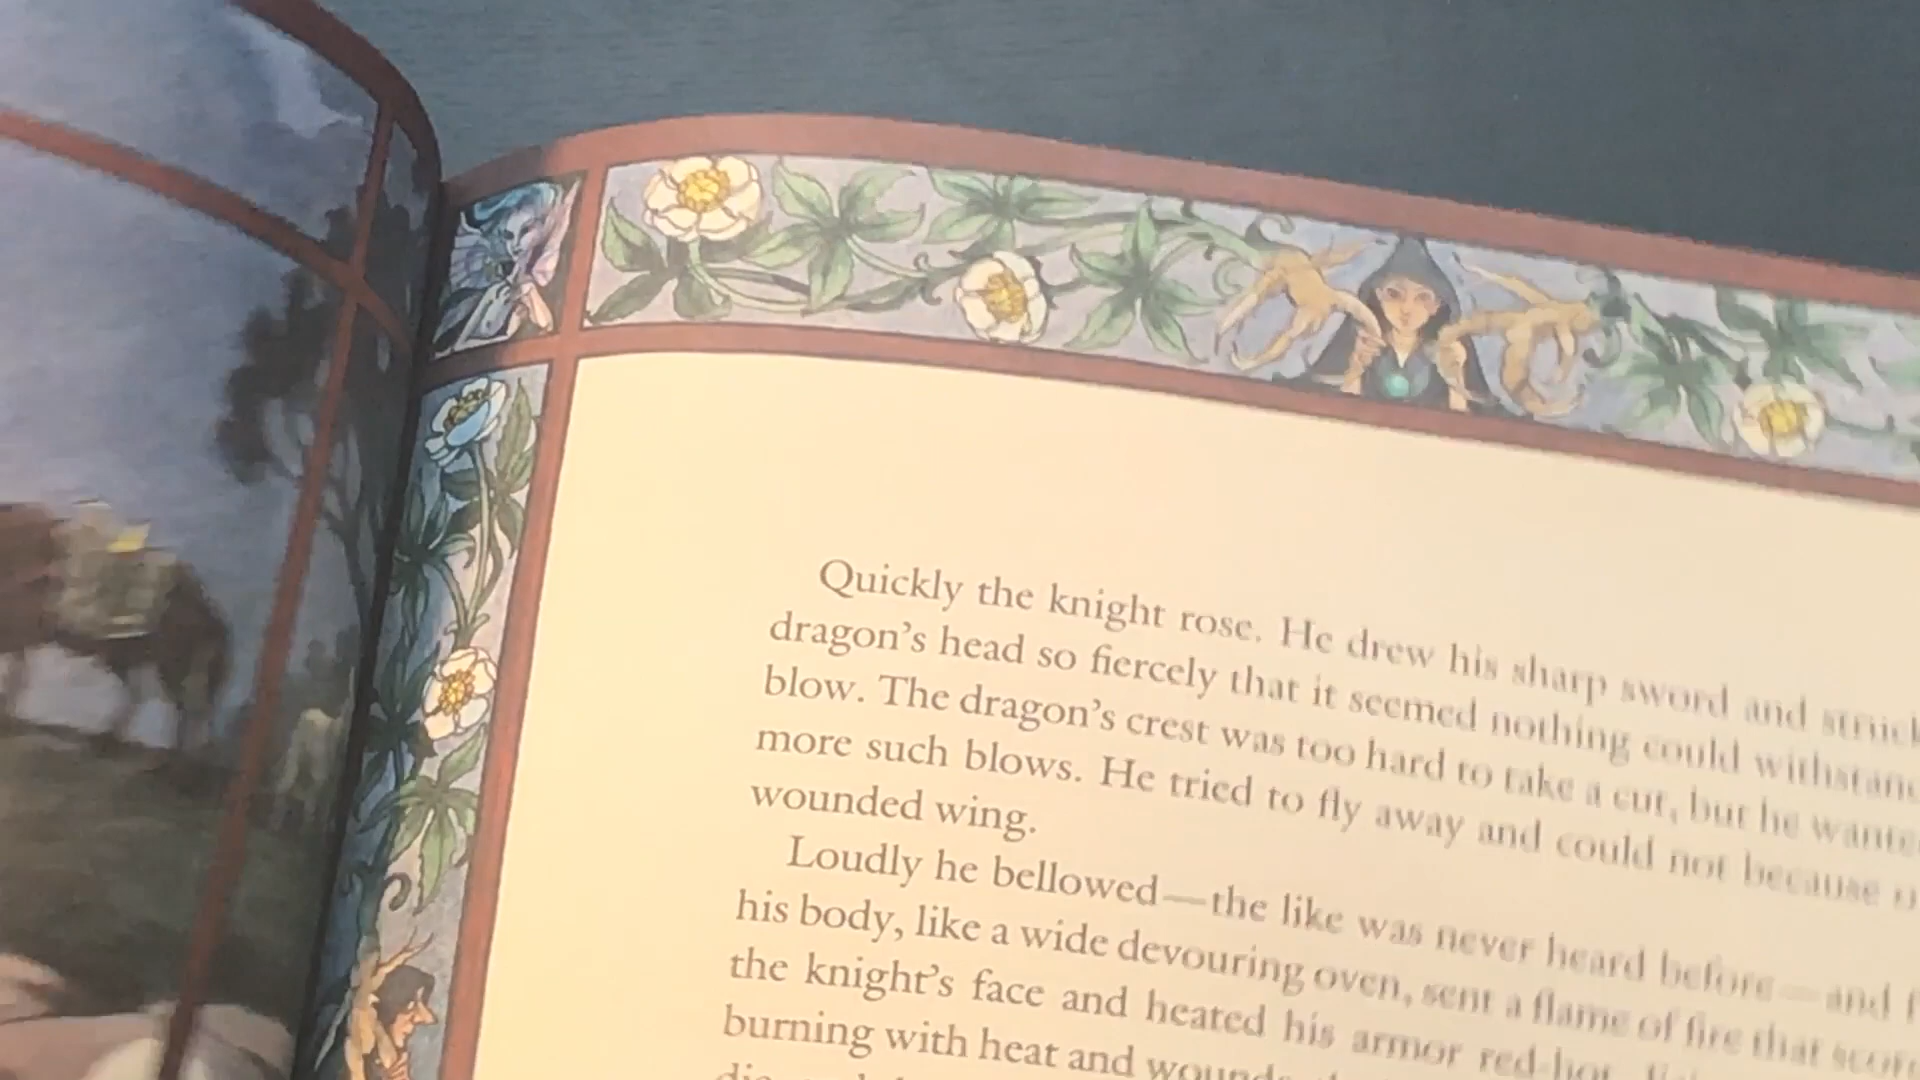 Quickly the knight rose. He drew his sharp sword and struck
dragon's head so fiercely that it seemed nothing could
blow. The dragon's crest was too hard to take a cut, but he
more such blows. He tried to fly away and could not because
wounded wing.
Loudly he bellowed—the like was never heard before—and
his body, like a wide devouring oven, sent a flame of fire that
the knight's face and heated his armor red-hot.
burning with heat and